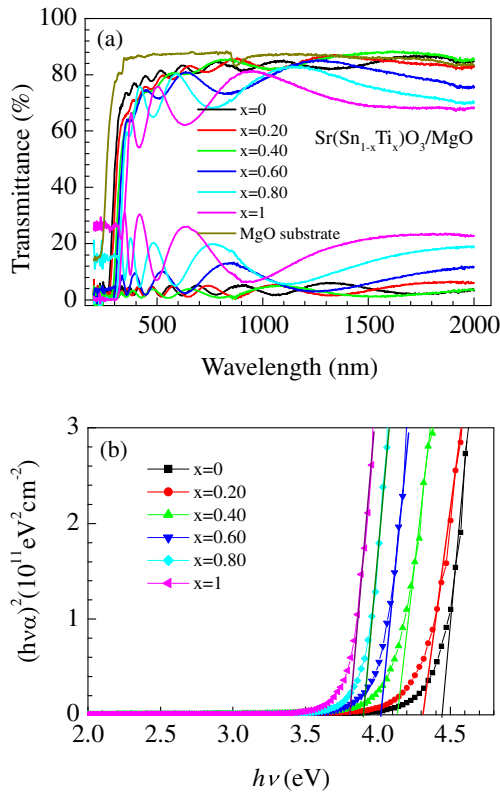 (a)
100
80
60
40
20
0
Transmittance (%)
x=0
x=0.20
x=0.40
x=0.60
x=0.80
x=1
MgO substrate
Sr(Sn₁₋ₓTiₓ)O₃/MgO
500 1000 1500 2000
Wavelength (nm)
(b)
3
2
1
0
(hνα)²(10¹¹eV²cm⁻²)
x=0
x=0.20
x=0.40
x=0.60
x=0.80
x=1
2.0 2.5 3.0 3.5 4.0 4.5
hν(eV)